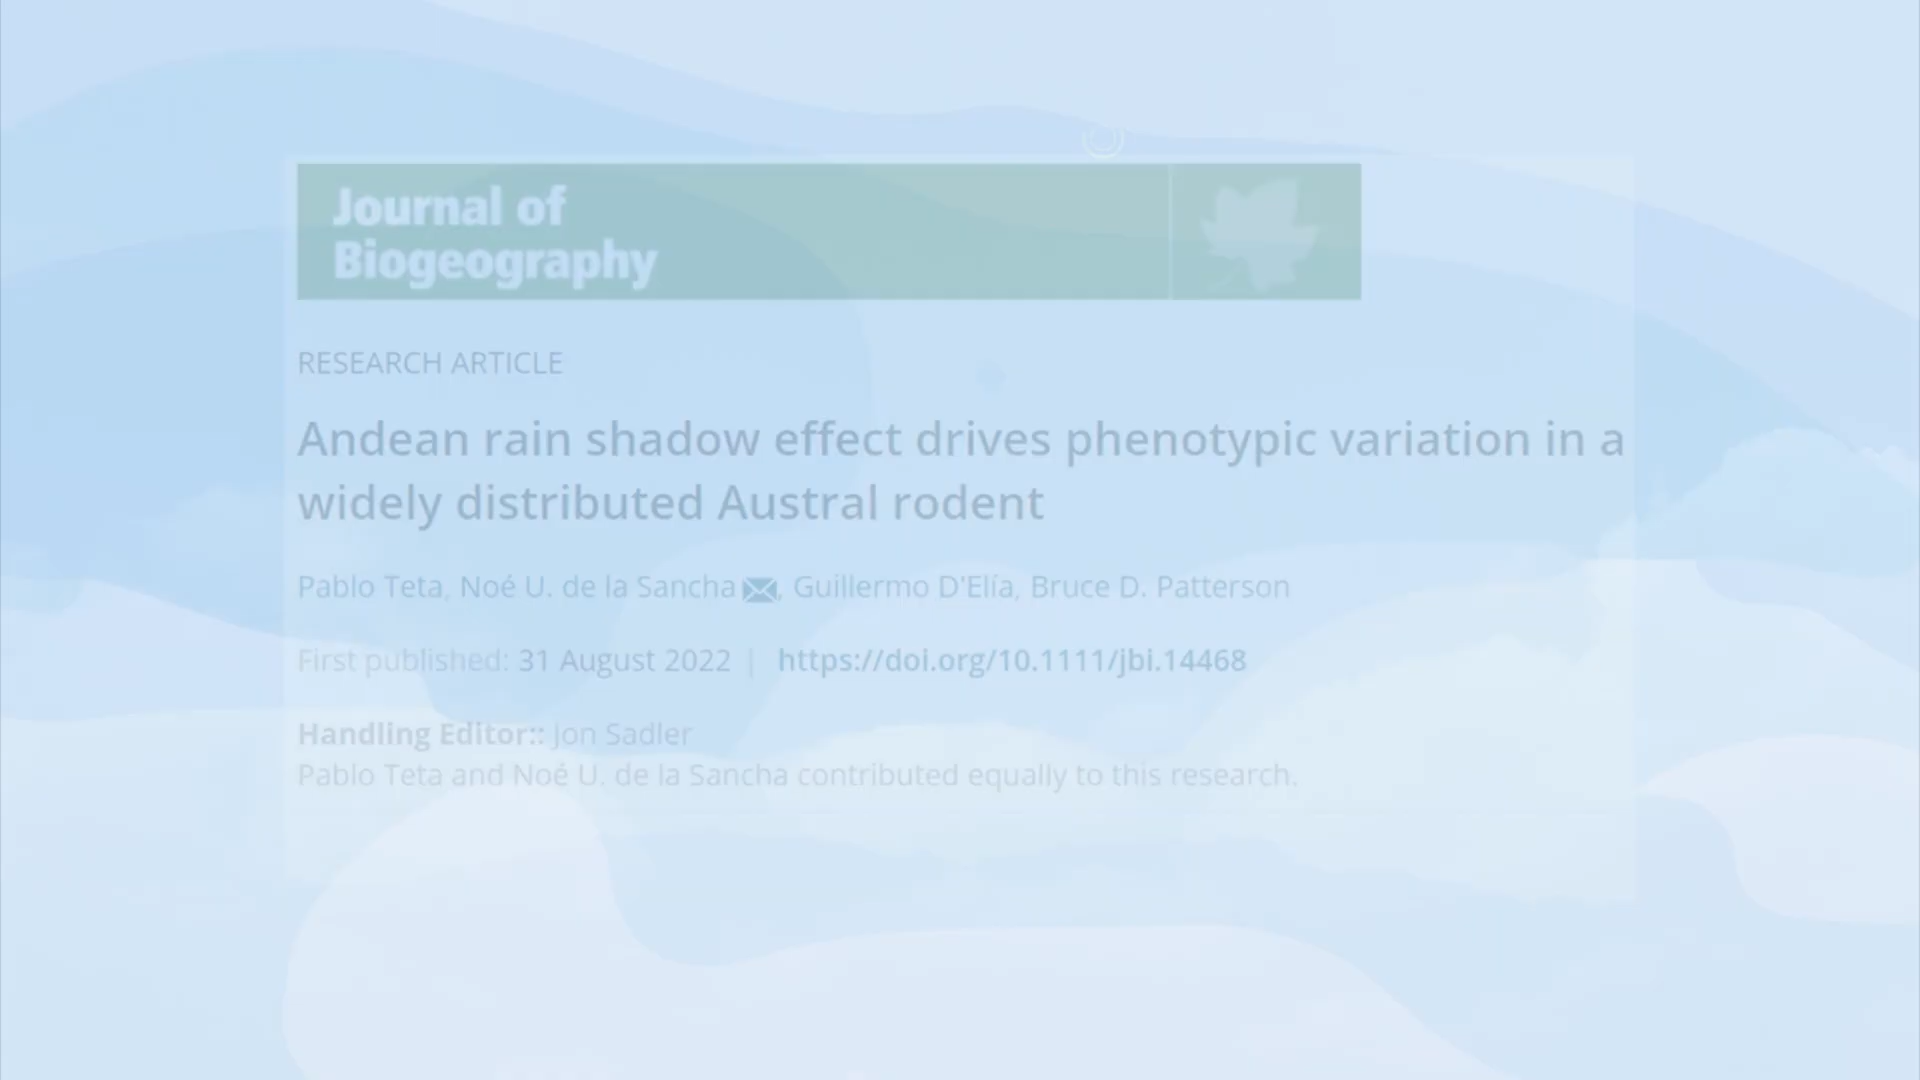 Journal of
Biogeography
RESEARCH ARTICLE
Andean rain shadow effect drives phenotypic variation in a
widely distributed Austral rodent
Pablo Teta, Noé U. de la Sancha, Guillermo D'Elía, Bruce D. Patterson
First published: 31 August 2022 | https://doi.org/10.1111/jbi.14468
Handling Editor:: Jon Sadler
Pablo Teta and Noé U. de la Sancha contributed equally to this research.